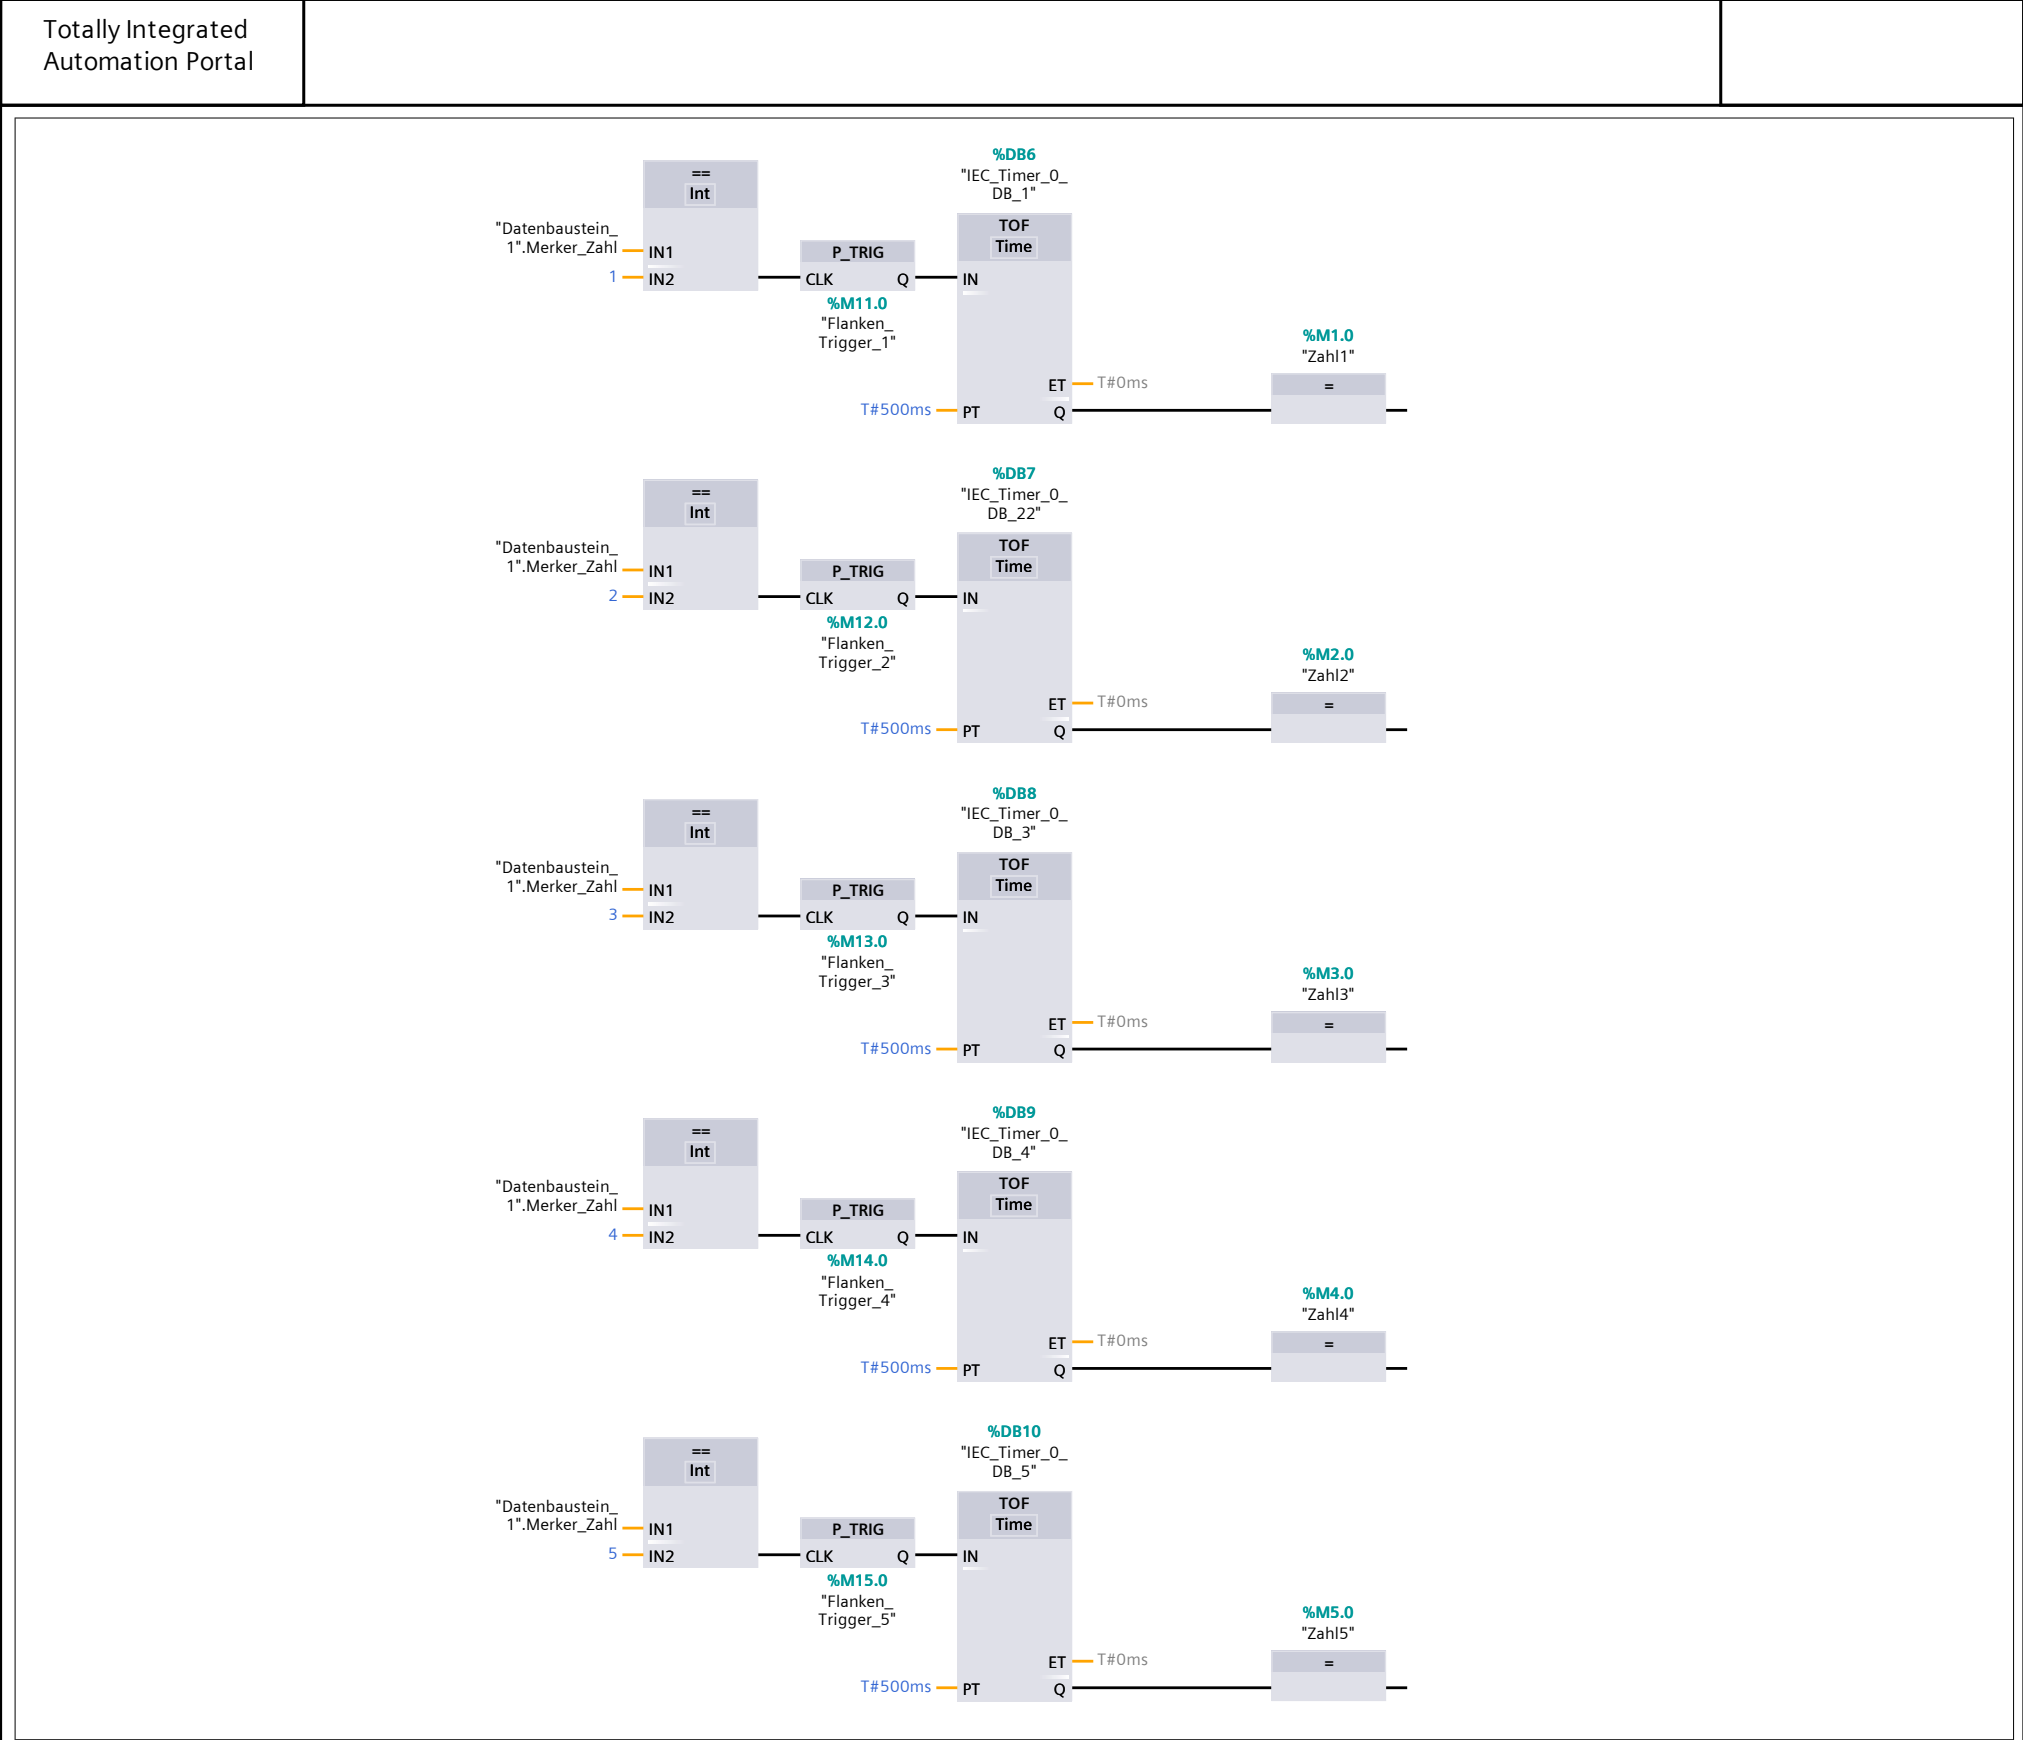 Totally Integrated
Automation Portal
%DB6
"IEC_Timer_0_
DB_1"
==
Int
TOF
Time
"Datenbaustein_
1".Merker_Zahl
IN1
P_TRIG
1
IN2
CLK Q
IN
%M11.0
"Flanken_
Trigger_1"
%M1.0
"Zahl1"
ET
T#0ms
=
T#500ms
PT Q
%DB7
"IEC_Timer_0_
DB_22"
==
Int
TOF
Time
"Datenbaustein_
1".Merker_Zahl
IN1
P_TRIG
2
IN2
CLK Q
IN
%M12.0
"Flanken_
Trigger_2"
%M2.0
"Zahl2"
ET
T#0ms
=
T#500ms
PT Q
%DB8
"IEC_Timer_0_
DB_3"
==
Int
TOF
Time
"Datenbaustein_
1".Merker_Zahl
IN1
P_TRIG
3
IN2
CLK Q
IN
%M13.0
"Flanken_
Trigger_3"
%M3.0
"Zahl3"
ET
T#0ms
=
T#500ms
PT Q
%DB9
"IEC_Timer_0_
DB_4"
==
Int
TOF
Time
"Datenbaustein_
1".Merker_Zahl
IN1
P_TRIG
4
IN2
CLK Q
IN
%M14.0
"Flanken_
Trigger_4"
%M4.0
"Zahl4"
ET
T#0ms
=
T#500ms
PT Q
%DB10
"IEC_Timer_0_
DB_5"
==
Int
TOF
Time
"Datenbaustein_
1".Merker_Zahl
IN1
P_TRIG
5
IN2
CLK Q
IN
%M15.0
"Flanken_
Trigger_5"
%M5.0
"Zahl5"
ET
T#0ms
=
T#500ms
PT Q